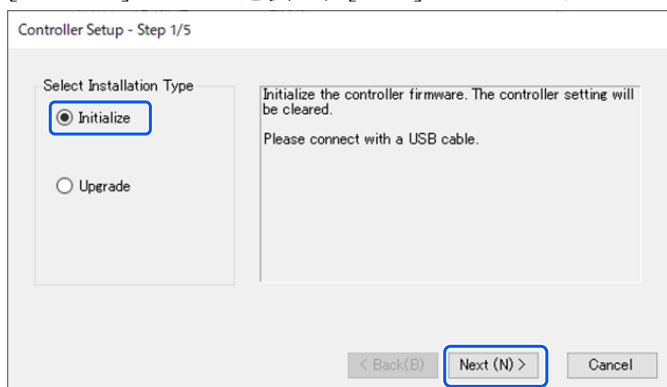 Controller Setup - Step 1/5
Select Installation Type
Initialize
Upgrade
Initialize the controller firmware. The controller setting will
be cleared.
Please connect with a USB cable.
< Back(B)
Next (N) >
Cancel